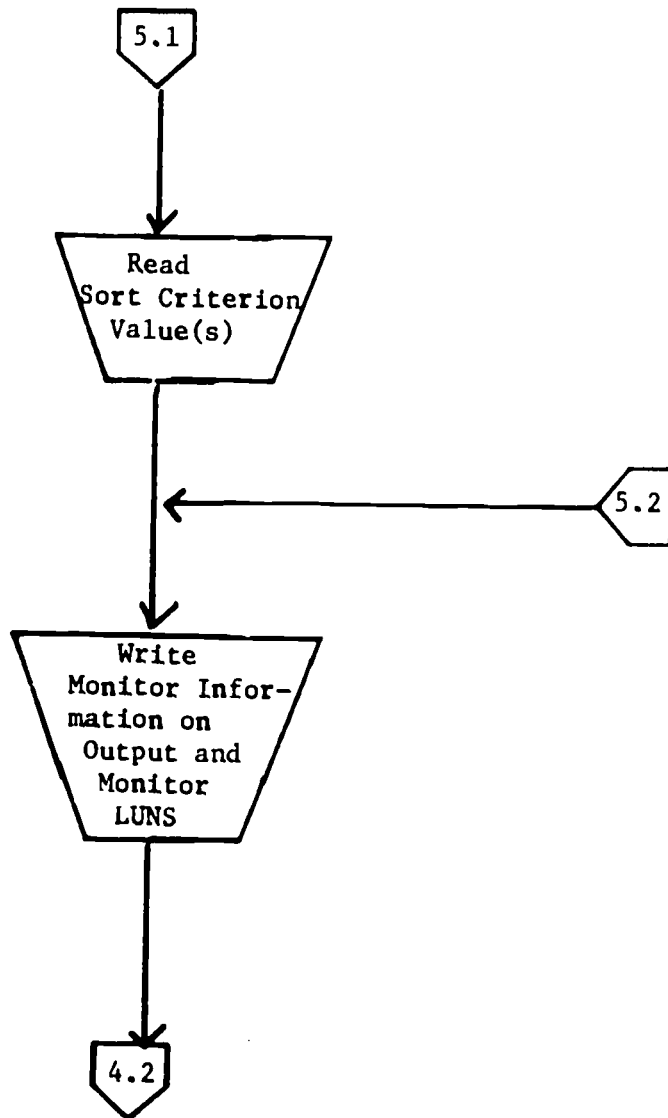 5.1
Read
Sort Criterion
Value(s)
5.2
Write
Monitor Infor-
mation on
Output and
Monitor
LUNS
4.2